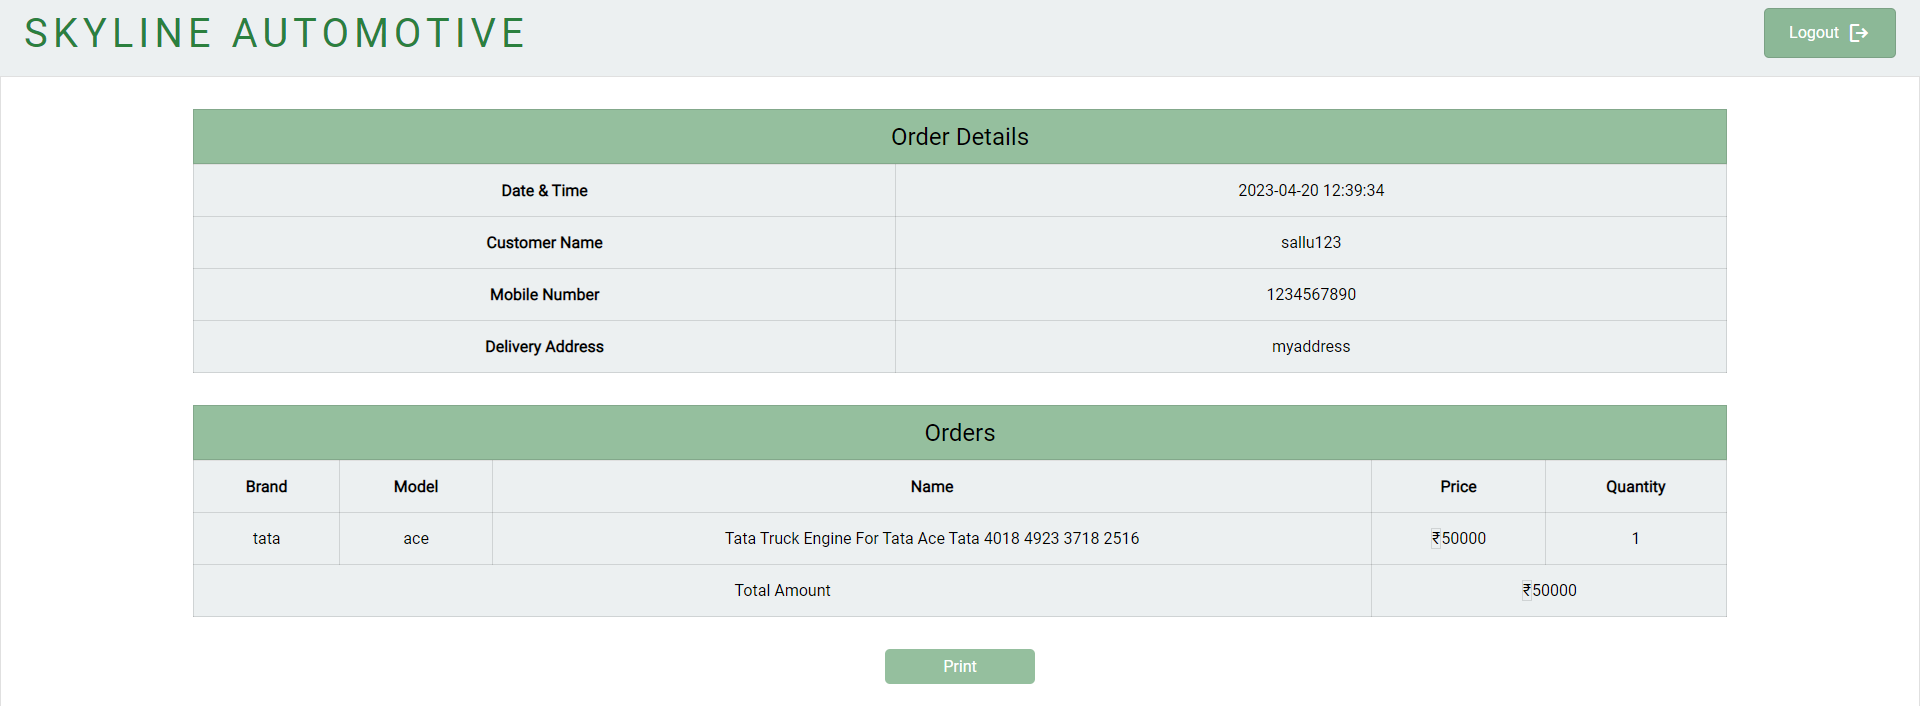 SKYLINE AUTOMOTIVE
Logout
Order Details
Date & Time 2023-04-20 12:39:34
Customer Name sallu123
Mobile Number 1234567890
Delivery Address myaddress
Orders
Brand Model Name Price Quantity
tata ace Tata Truck Engine For Tata Ace Tata 4018 4923 3718 2516 ₹50000 1
Total Amount ₹50000
Print